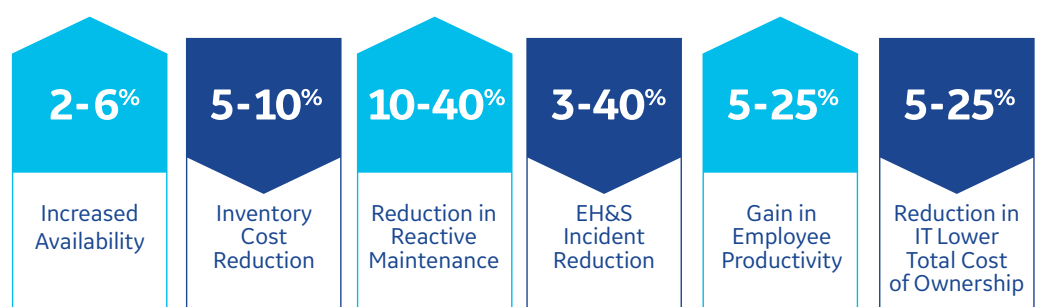 2-6%
Increased
Availability
5-10%
Inventory
Cost
Reduction
10-40%
Reduction in
Reactive
Maintenance
3-40%
EH&S
Incident
Reduction
5-25%
Gain in
Employee
Productivity
5-25%
Reduction in
IT Lower
Total Cost
of Ownership